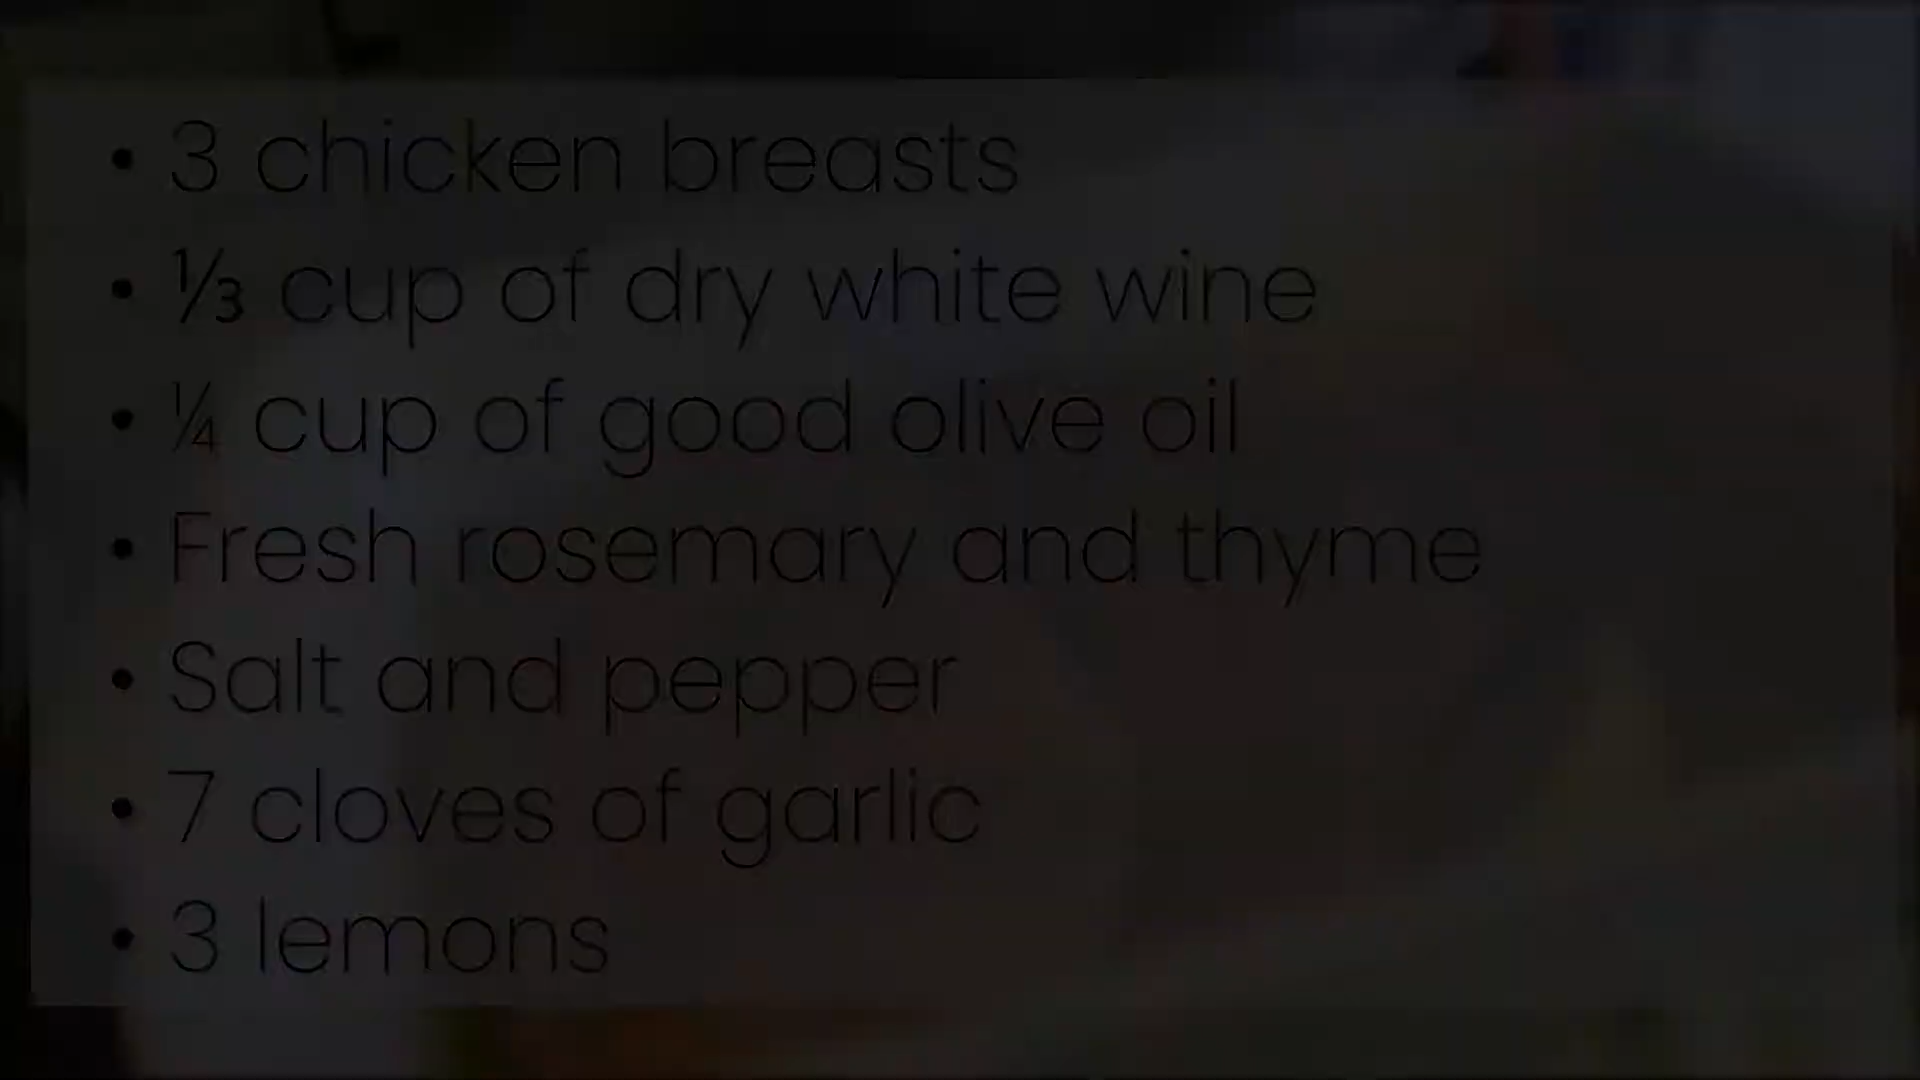 • 3 chicken breasts
• ⅓ cup of dry white wine
• ¼ cup of good olive oil
• Fresh rosemary and thyme
• Salt and pepper
• 7 cloves of garlic
• 3 lemons